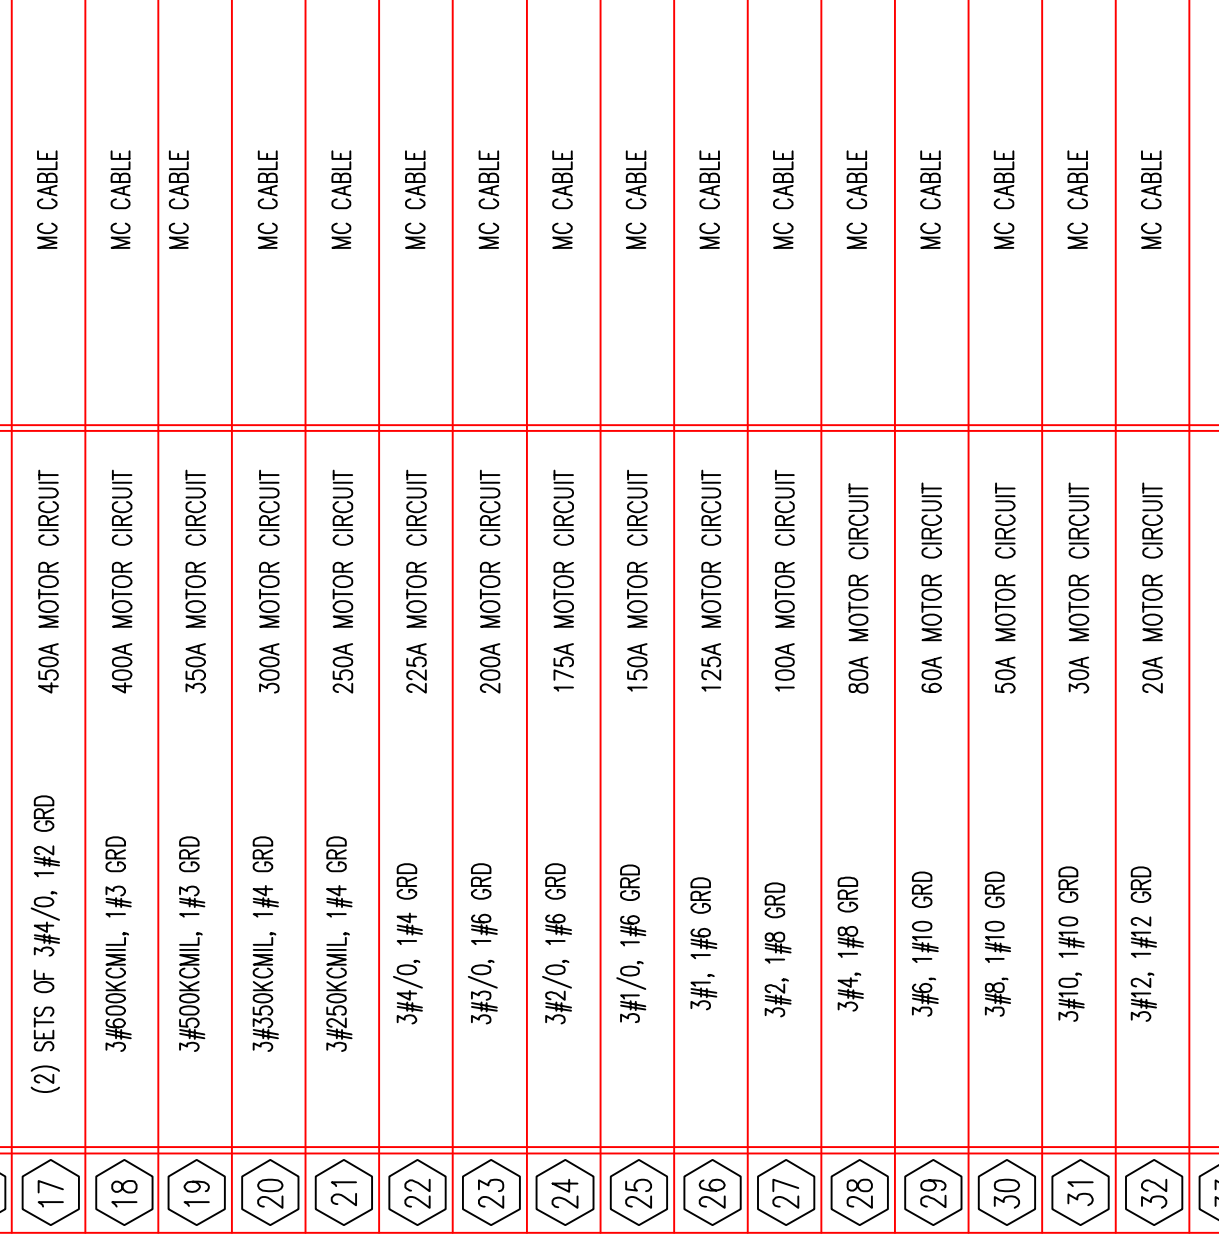 17 (2) SETS OF 3#4/0, 1#2 GRD 450A MOTOR CIRCUIT MC CABLE
18 3#600KCMIL, 1#3 GRD 400A MOTOR CIRCUIT MC CABLE
19 3#500KCMIL, 1#3 GRD 350A MOTOR CIRCUIT MC CABLE
20 3#350KCMIL, 1#4 GRD 300A MOTOR CIRCUIT MC CABLE
21 3#250KCMIL, 1#4 GRD 250A MOTOR CIRCUIT MC CABLE
22 3#4/0, 1#4 GRD 225A MOTOR CIRCUIT MC CABLE
23 3#3/0, 1#6 GRD 200A MOTOR CIRCUIT MC CABLE
24 3#2/0, 1#6 GRD 175A MOTOR CIRCUIT MC CABLE
25 3#1/0, 1#6 GRD 150A MOTOR CIRCUIT MC CABLE
26 3#1, 1#6 GRD 125A MOTOR CIRCUIT MC CABLE
27 3#2, 1#8 GRD 100A MOTOR CIRCUIT MC CABLE
28 3#4, 1#8 GRD 80A MOTOR CIRCUIT MC CABLE
29 3#6, 1#10 GRD 60A MOTOR CIRCUIT MC CABLE
30 3#8, 1#10 GRD 50A MOTOR CIRCUIT MC CABLE
31 3#10, 1#10 GRD 30A MOTOR CIRCUIT MC CABLE
32 3#12, 1#12 GRD 20A MOTOR CIRCUIT MC CABLE